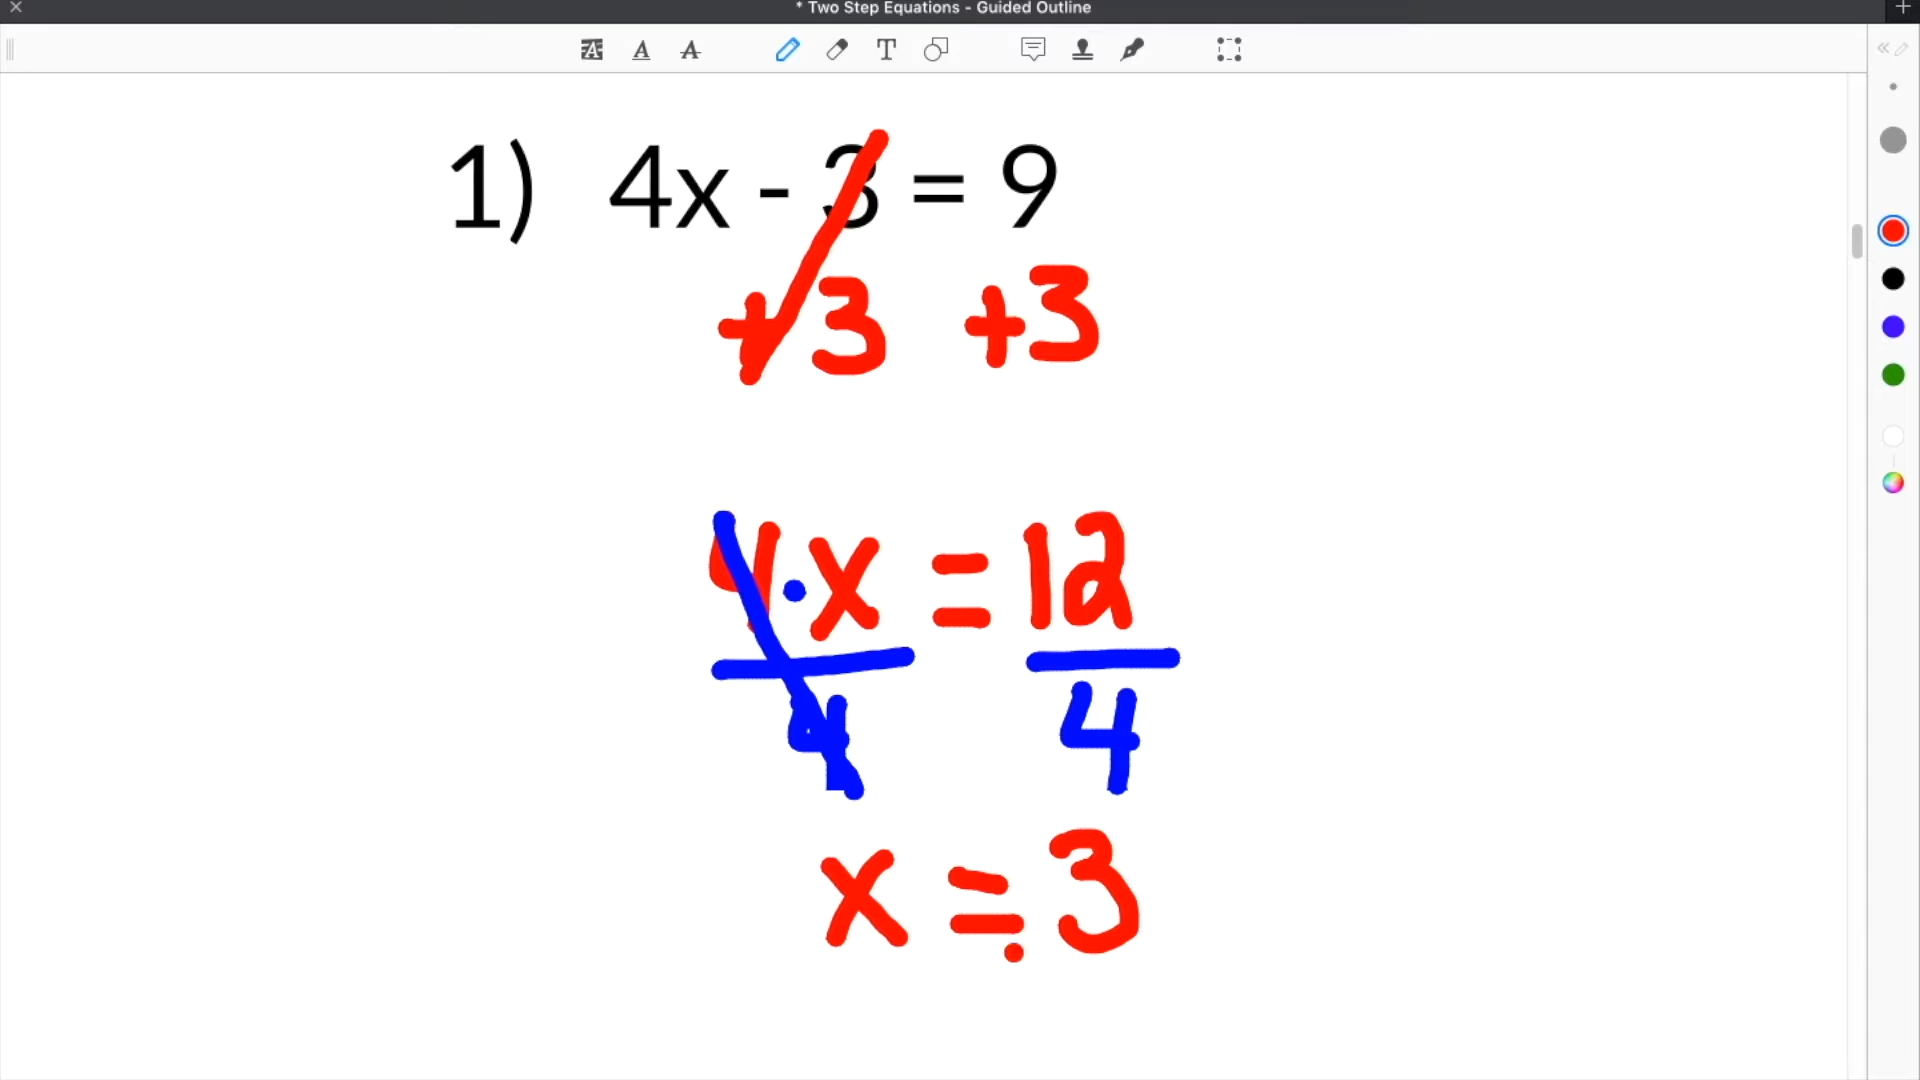 * Two Step Equations - Guided Outline
A A A T
1) 4x - 3 = 9
+3 +3
4·x = 12
4 4
x = 3